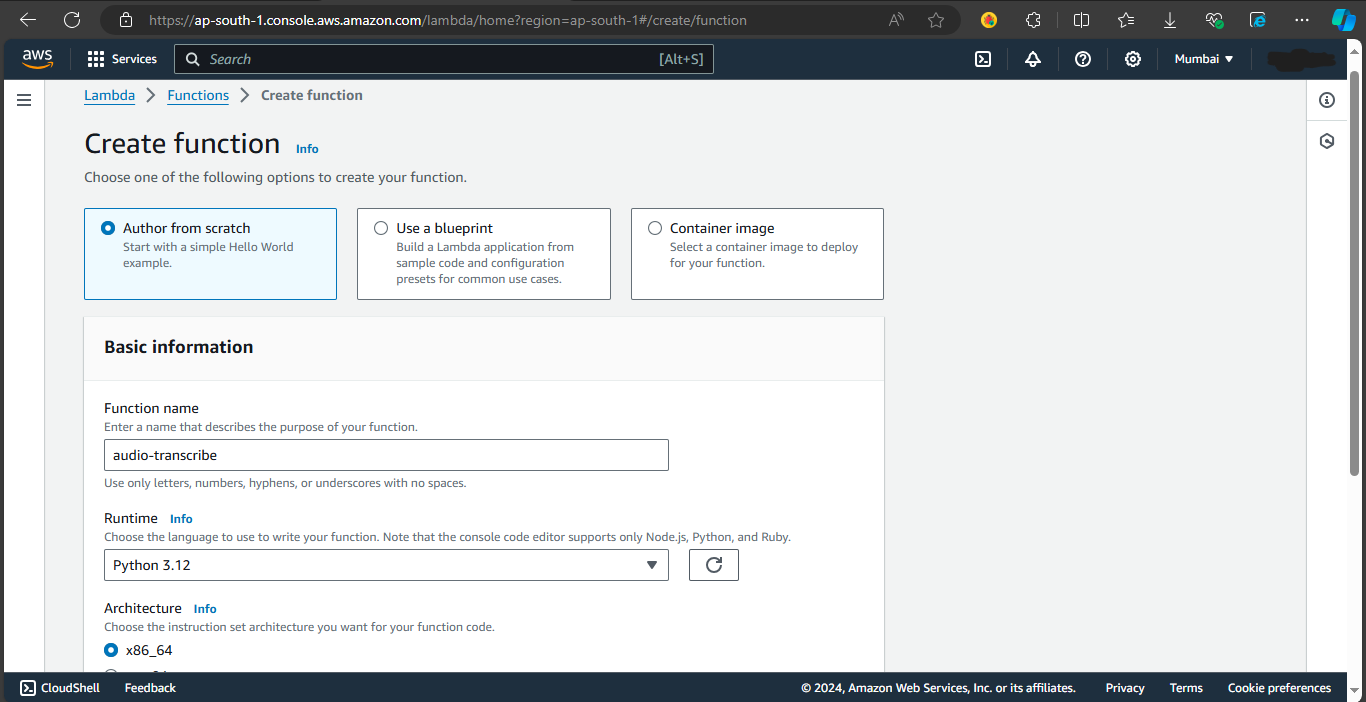 https://ap-south-1.console.aws.amazon.com/lambda/home?region=ap-south-1#/create/function
aws
Services
Search
[Alt+S]
Mumbai
Lambda
Functions
Create function
Create function
Info
Choose one of the following options to create your function.
Author from scratch
Start with a simple Hello World
example.
Use a blueprint
Build a Lambda application from
sample code and configuration
presets for common use cases.
Container image
Select a container image to deploy
for your function.
Basic information
Function name
Enter a name that describes the purpose of your function.
audio-transcribe
Use only letters, numbers, hyphens, or underscores with no spaces.
Runtime Info
Choose the language to use to write your function. Note that the console code editor supports only Node.js, Python, and Ruby.
Python 3.12
Architecture Info
Choose the instruction set architecture you want for your function code.
x86_64
CloudShell
Feedback
© 2024, Amazon Web Services, Inc. or its affiliates.
Privacy
Terms
Cookie preferences